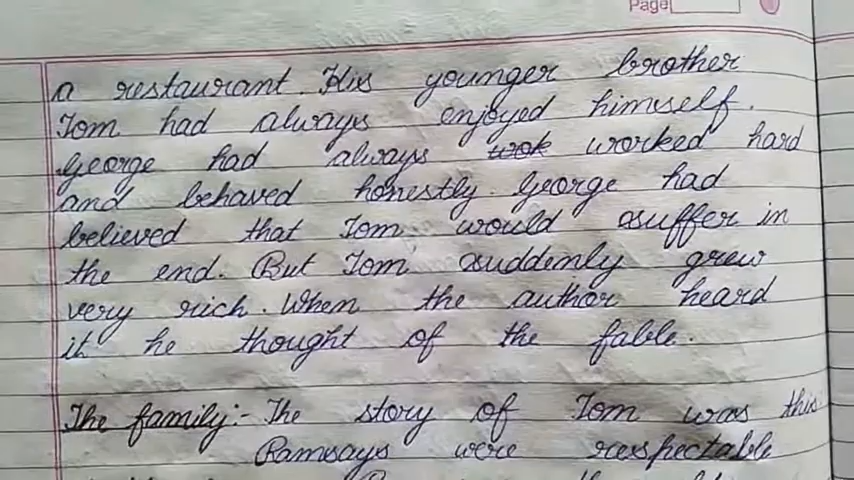 Page
a restaurant. His younger brother
Tom had always enjoyed himself.
George had always wok worked hard
and behaved honestly. George had
believed that Tom would suffer in
the end. But Tom suddenly grew
very rich. When the author heard
it he thought of the fable.
The family:- The story of Tom was this
Ramsays were respectable